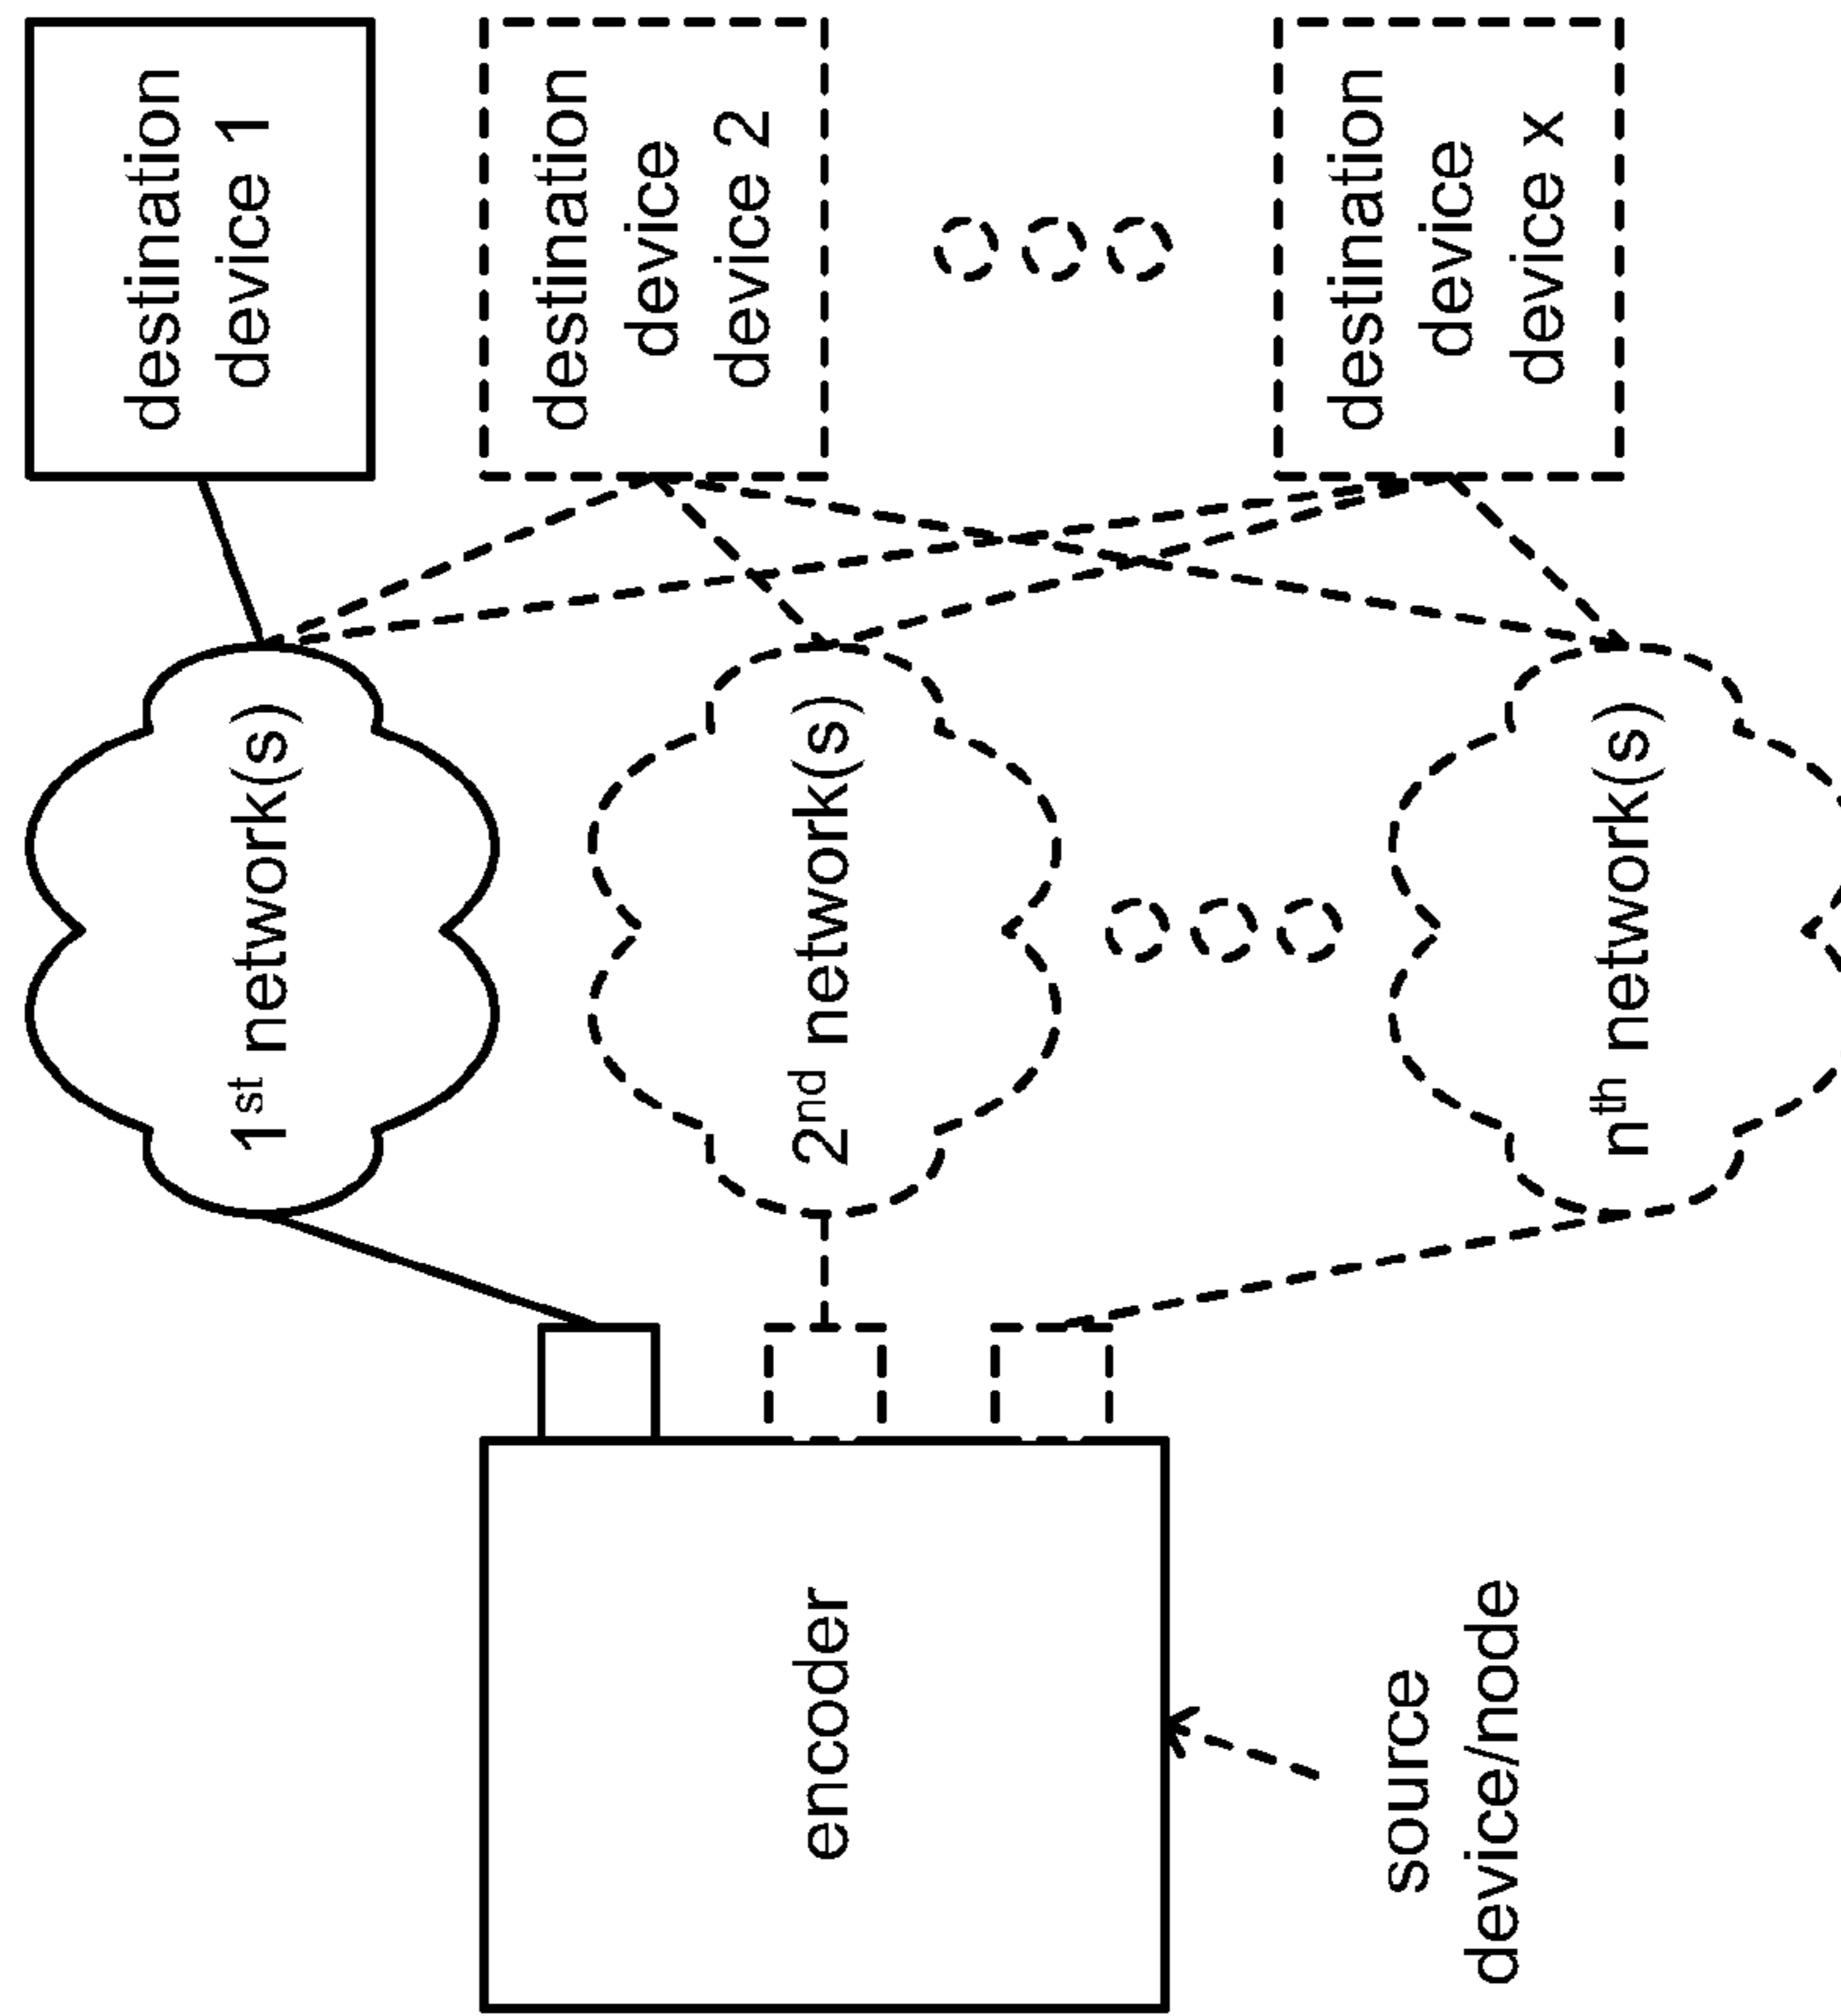 encoder
source
device/node
1st network(s)
2nd network(s)
nth network(s)
destination
device 1
destination
device
device 2
destination
device
device x